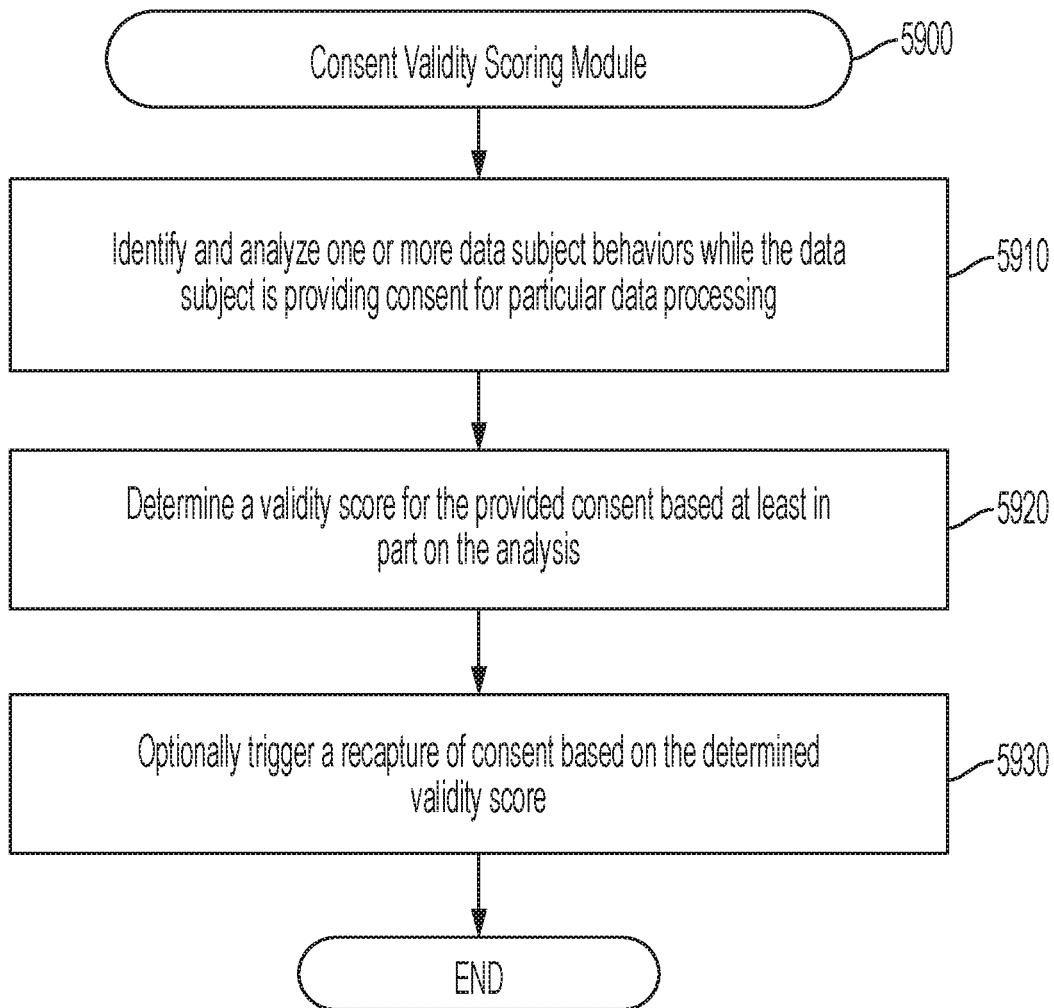 Consent Validity Scoring Module
5900
Identify and analyze one or more data subject behaviors while the data
subject is providing consent for particular data processing
5910
Determine a validity score for the provided consent based at least in
part on the analysis
5920
Optionally trigger a recapture of consent based on the determined
validity score
5930
END